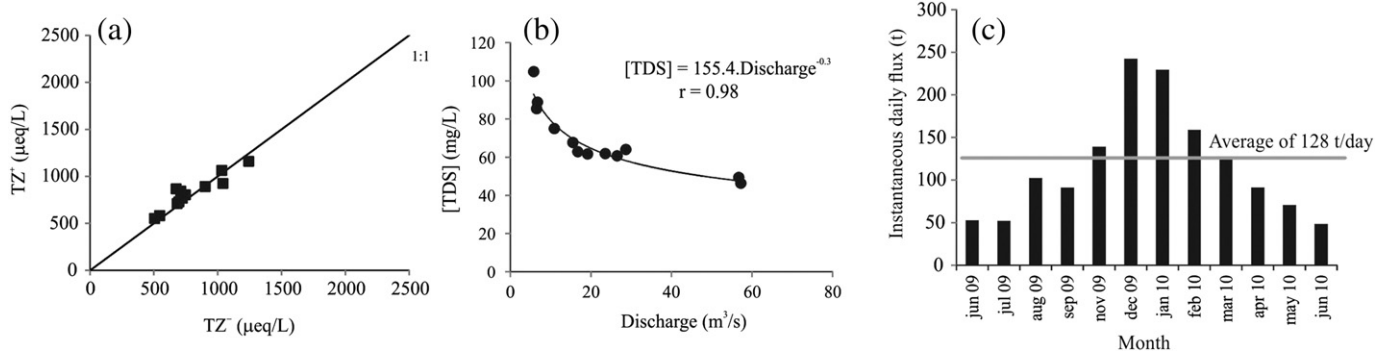 (a)
2500
2000
1500
1000
500
0
TZ⁺ (µeq/L)
0 500 1000 1500 2000 2500
TZ⁻ (µeq/L)
1:1
(b)
120
100
80
60
40
20
0
[TDS] (mg/L)
[TDS] = 155.4.Discharge⁻⁰·³
r = 0.98
0 20 40 60 80
Discharge (m³/s)
(c)
300
250
200
150
100
50
0
Instantaneous daily flux (t)
Average of 128 t/day
jun 09
jul 09
aug 09
sep 09
nov 09
dec 09
jan 10
feb 10
mar 10
apr 10
may 10
jun 10
Month